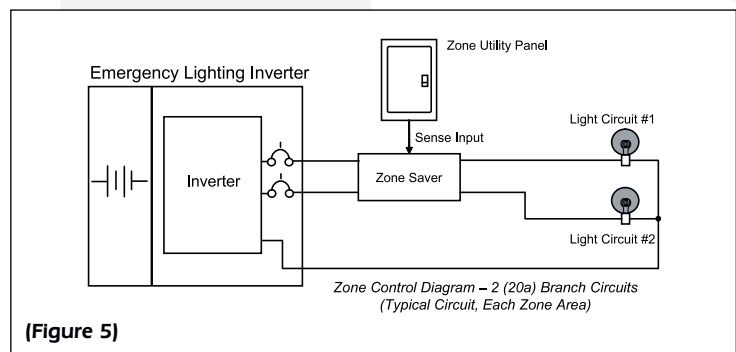 Zone Utility Panel
Emergency Lighting Inverter
Light Circuit #1
Sense Input
Inverter
Zone Saver
Light Circuit #2
Zone Control Diagram – 2 (20a) Branch Circuits
(Typical Circuit, Each Zone Area)
(Figure 5)